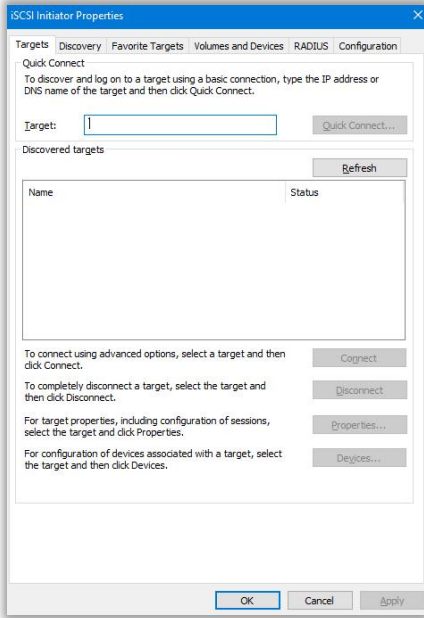 iSCSI Initiator Properties
Targets Discovery Favorite Targets Volumes and Devices RADIUS Configuration
Quick Connect
To discover and log on to a target using a basic connection, type the IP address or
DNS name of the target and then click Quick Connect.
Target:
Quick Connect...
Discovered targets
Refresh
Name Status
To connect using advanced options, select a target and then
click Connect.
Connect
To completely disconnect a target, select the target and
then click Disconnect.
Disconnect
For target properties, including configuration of sessions,
select the target and click Properties.
Properties...
For configuration of devices associated with a target, select
the target and then click Devices.
Devices...
OK Cancel Apply